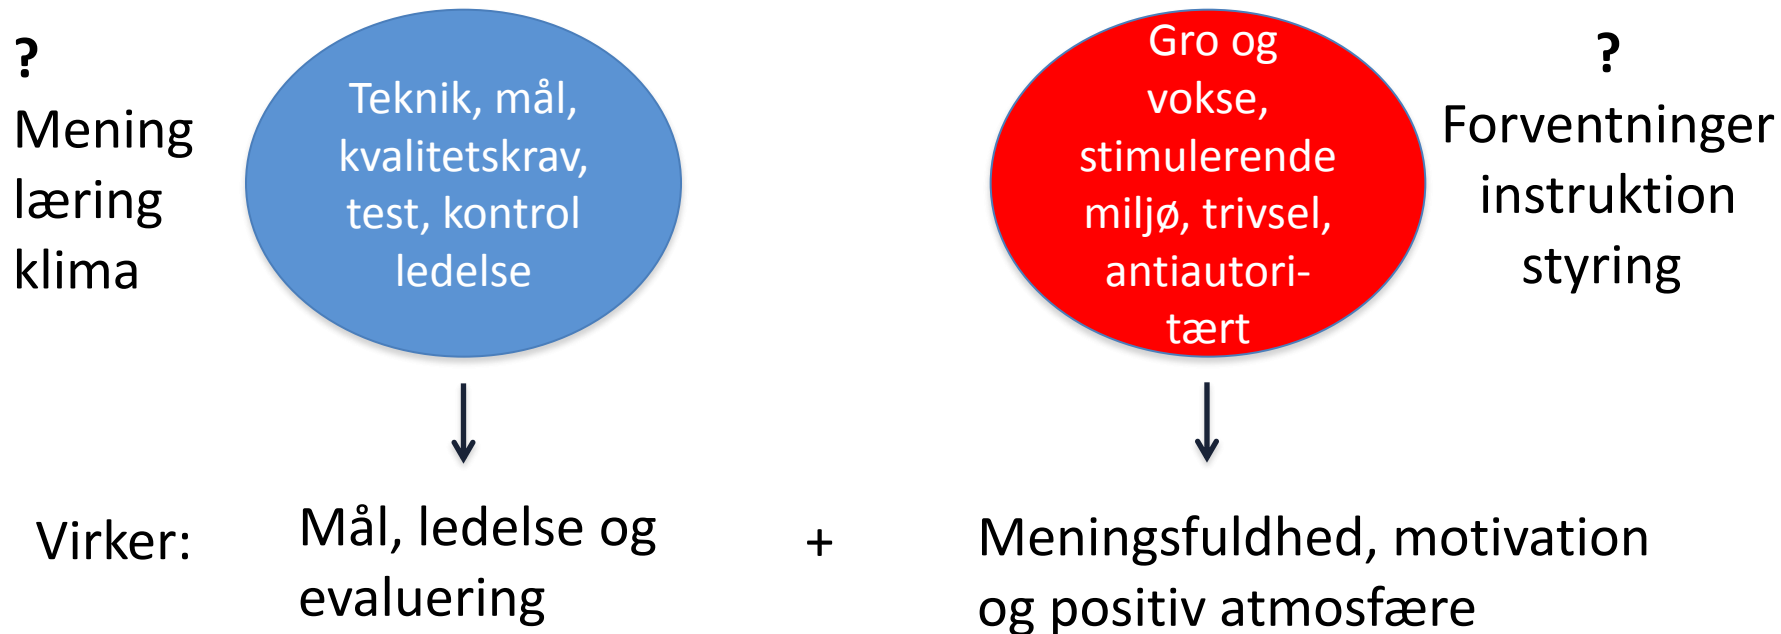 ?
Mening
læring
klima
Teknik, mål,
kvalitetskrav,
test, kontrol
ledelse
Gro og
vokse,
stimulerende
miljø, trivsel,
antiautori-
tært
?
Forventninger
instruktion
styring
Virker:
Mål, ledelse og
evaluering
+
Meningsfuldhed, motivation
og positiv atmosfære